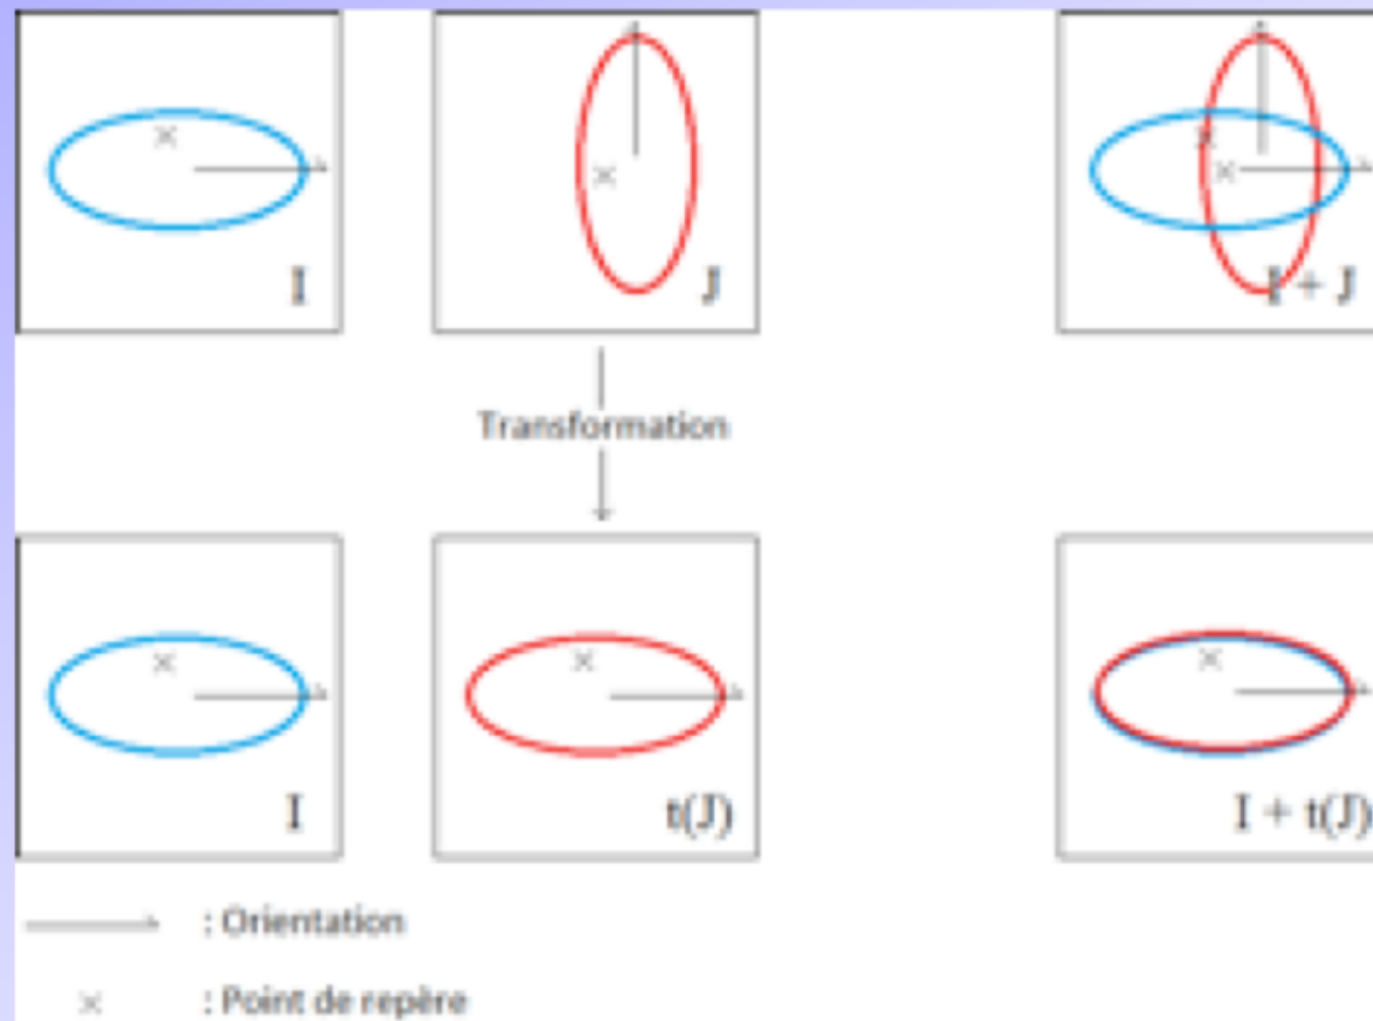 I
J
I + J
Transformation
I
t(J)
I + t(J)
: Orientation
: Point de repère